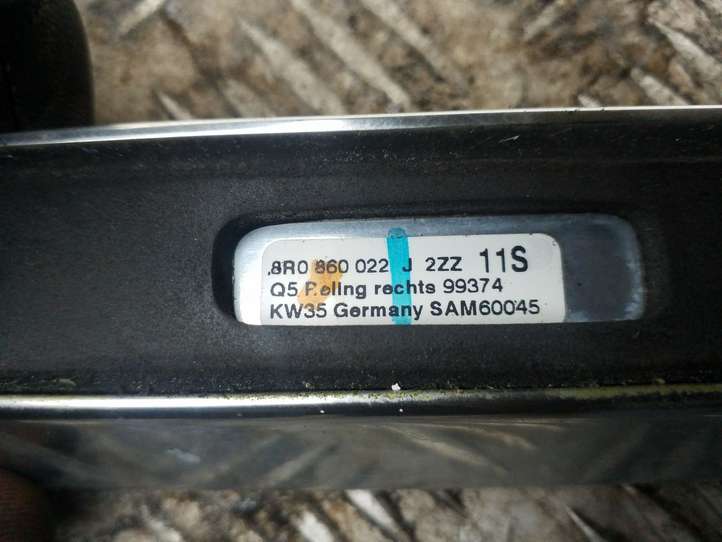 8R0 860 022 J 2ZZ 11S
Q5 Reling rechts 99374
KW35 Germany SAM60045